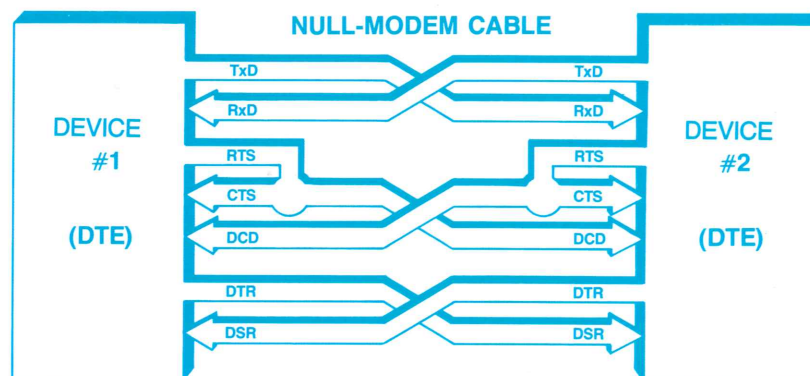 NULL-MODEM CABLE
TxD TxD
RxD RxD
DEVICE
#1
DEVICE
#2
RTS RTS
CTS CTS
(DTE) (DTE)
DCD DCD
DTR DTR
DSR DSR